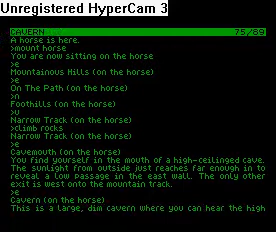 Unregistered HyperCam 3
CAVERN 75/89
A horse is here.
>mount horse
You are now sitting on the horse
>e
Mountainous Hills (on the horse)
>e
On The Path (on the horse)
>n
Foothills (on the horse)
>u
Narrow Track (on the horse)
>climb rocks
Narrow Track (on the horse)
>e
Cavemouth (on the horse)
You find yourself in the mouth of a high-ceilinged cave.
The sunlight from outside just reaches far enough in to
reveal a low passage in the east wall. The only other
exit is west onto the mountain track.
>e
Cavern (on the horse)
This is a large, dim cavern where you can hear the high